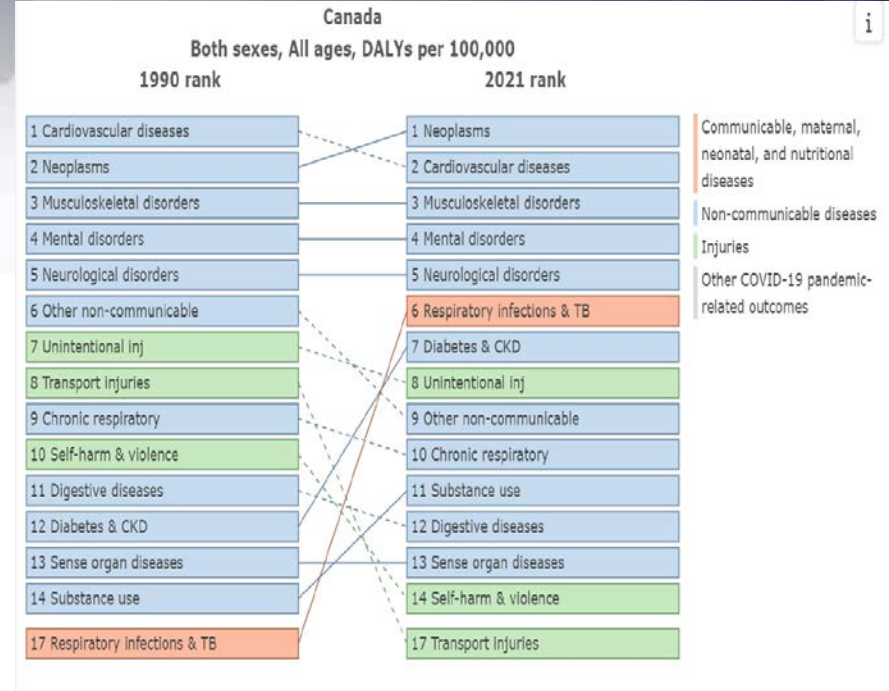 Canada
Both sexes, All ages, DALYs per 100,000
1990 rank
2021 rank
1 Cardiovascular diseases
2 Neoplasms
3 Musculoskeletal disorders
4 Mental disorders
5 Neurological disorders
6 Other non-communicable
7 Unintentional inj
8 Transport injuries
9 Chronic respiratory
10 Self-harm & violence
11 Digestive diseases
12 Diabetes & CKD
13 Sense organ diseases
14 Substance use
17 Respiratory infections & TB
1 Neoplasms
2 Cardiovascular diseases
3 Musculoskeletal disorders
4 Mental disorders
5 Neurological disorders
6 Respiratory infections & TB
7 Diabetes & CKD
8 Unintentional inj
9 Other non-communicable
10 Chronic respiratory
11 Substance use
12 Digestive diseases
13 Sense organ diseases
14 Self-harm & violence
17 Transport injuries
Communicable, maternal,
neonatal, and nutritional
diseases
Non-communicable diseases
Injuries
Other COVID-19 pandemic-
related outcomes
i